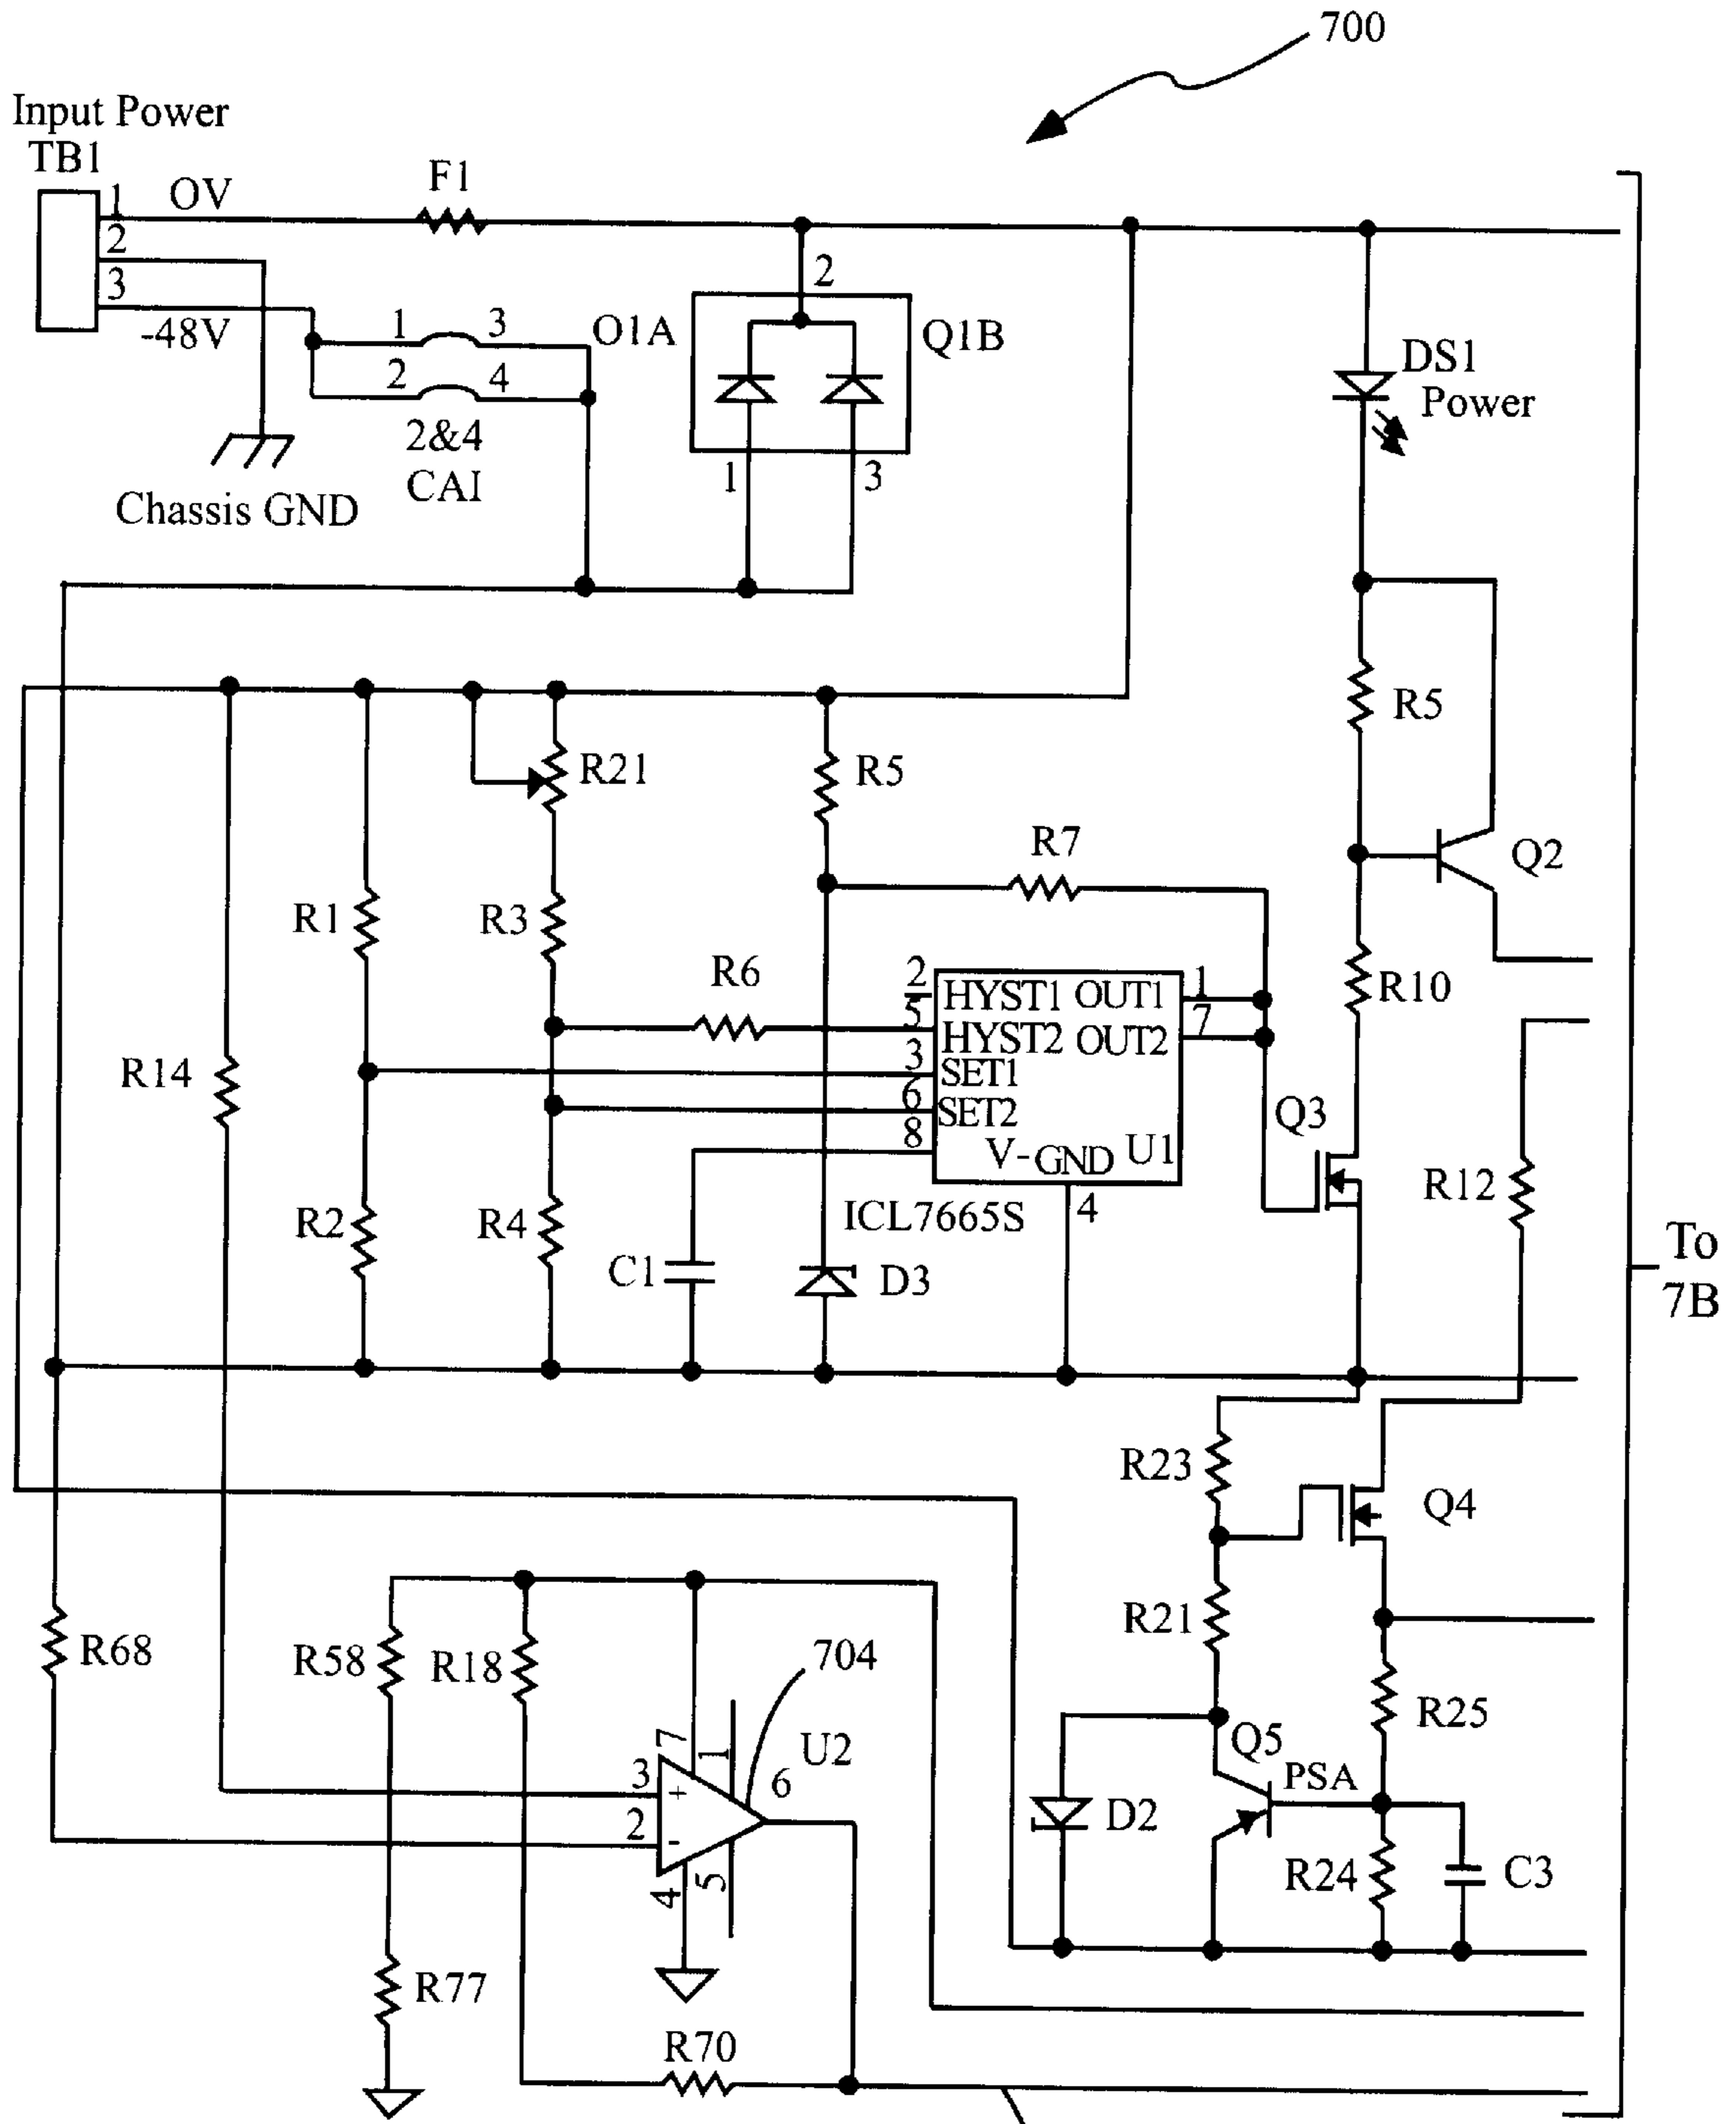 700
Input Power
TB1
1
OV
F1
2
3
-48V
1
3
O1A
2
4
2&4
CAI
Chassis GND
2
Q1B
1
3
DS1
Power
R5
R21
R5
R7
Q2
R1
R3
R6
R10
2
HYST1
OUT1
1
5
HYST2
OUT2
7
3
SET1
6
SET2
8
V-
GND
U1
4
ICL7665S
R14
Q3
R12
R2
R4
C1
D3
To
7B
R23
Q4
R21
R68
R58
R18
704
R25
7
1
U2
6
3
+
2
-
4
5
Q5
PSA
D2
R24
C3
R77
R70